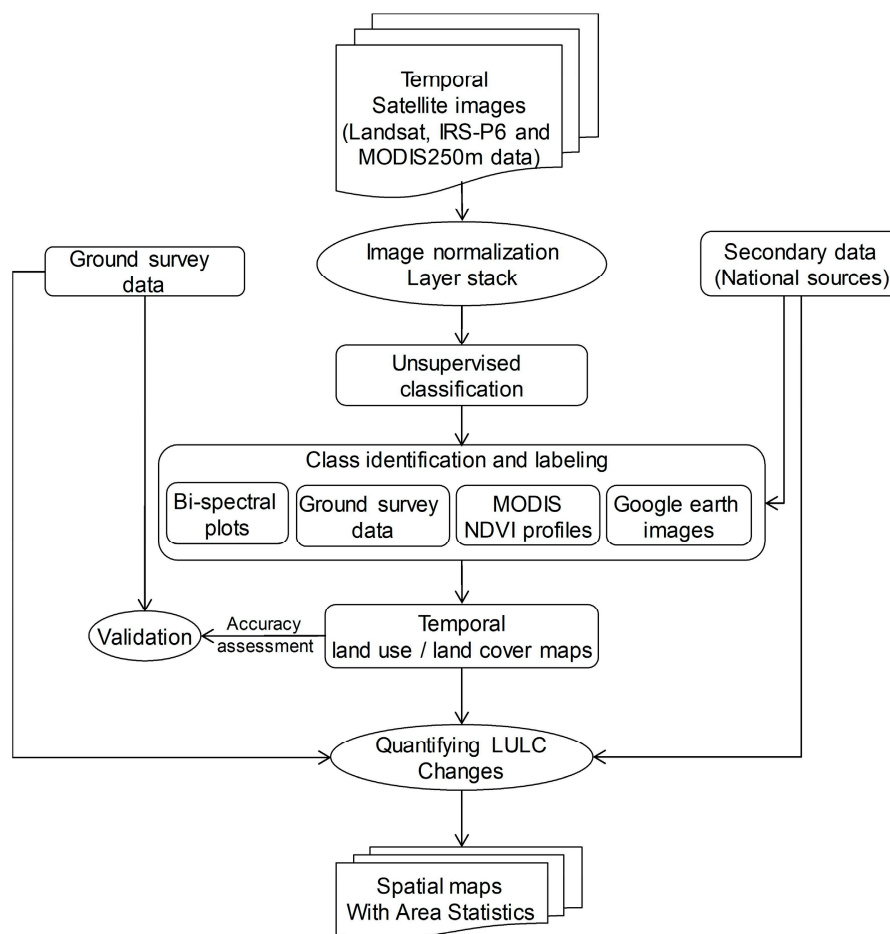 Temporal
Satellite images
(Landsat, IRS-P6 and
MODIS250m data)
Ground survey
data
Image normalization
Layer stack
Secondary data
(National sources)
Unsupervised
classification
Class identification and labeling
Bi-spectral
plots
Ground survey
data
MODIS
NDVI profiles
Google earth
images
Validation
Accuracy
assessment
Temporal
land use / land cover maps
Quantifying LULC
Changes
Spatial maps
With Area Statistics